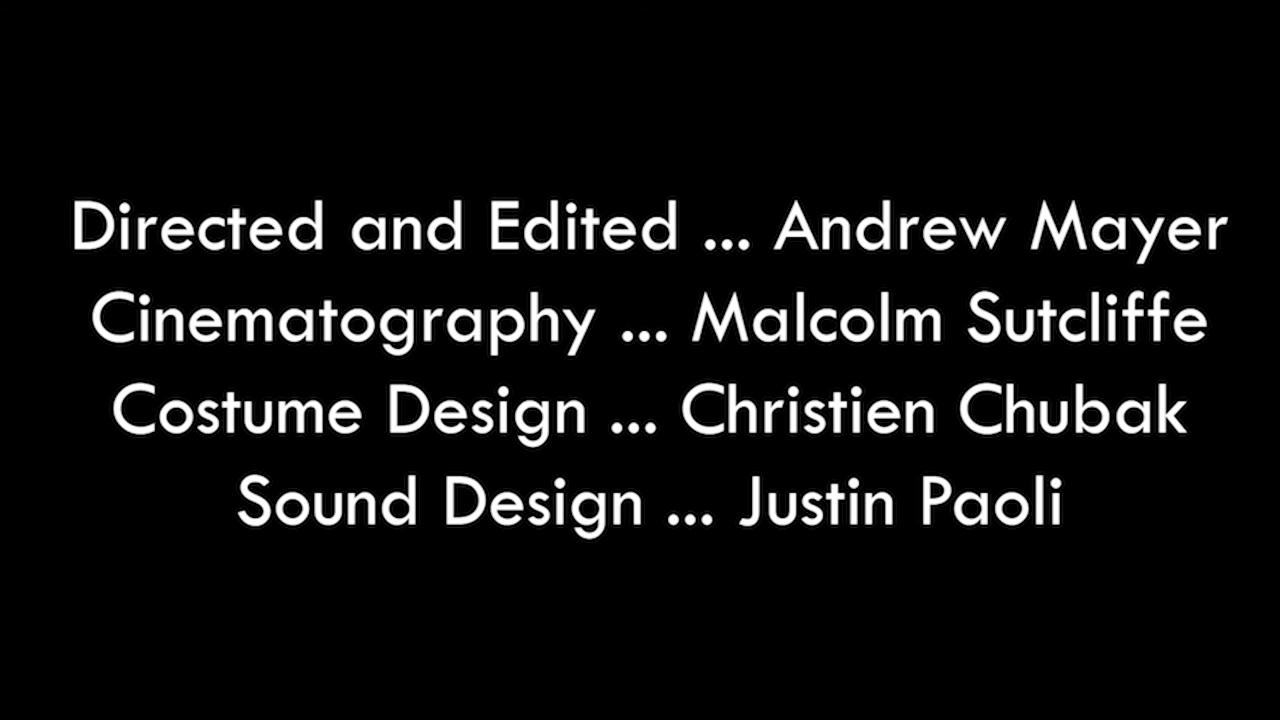 Directed and Edited ... Andrew Mayer
Cinematography ... Malcolm Sutcliffe
Costume Design ... Christien Chubak
Sound Design ... Justin Paoli